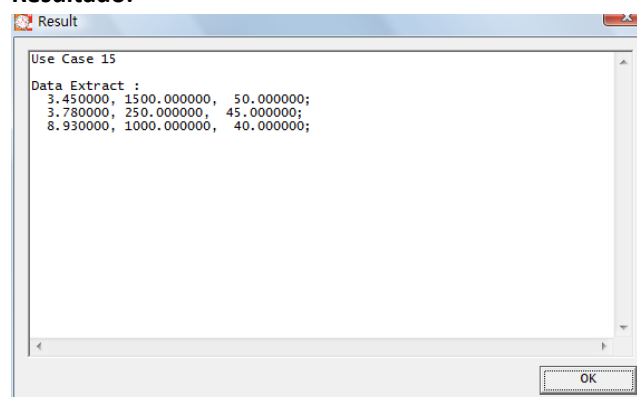 Resultado:
Result
Use Case 15
Data Extract :
3.450000, 1500.000000,  50.000000;
3.780000, 250.000000,  45.000000;
8.930000, 1000.000000,  40.000000;
OK